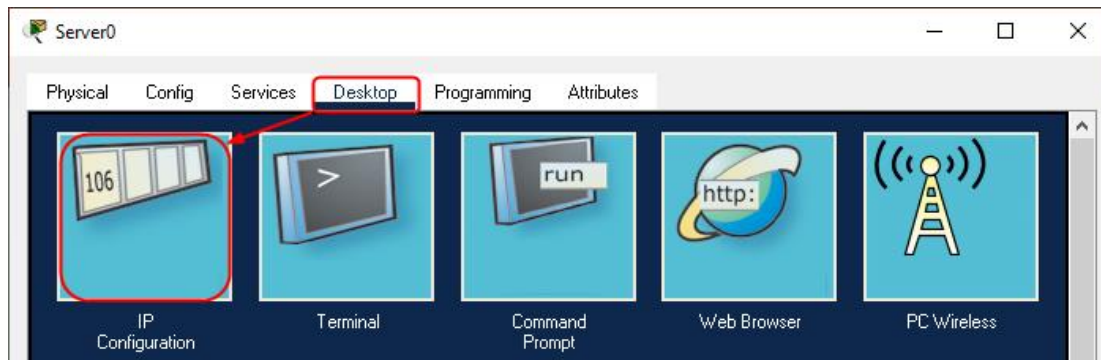 Server0
Physical Config Services Desktop Programming Attributes
106
>
run
http:
IP
Configuration
Terminal
Command
Prompt
Web Browser
PC Wireless